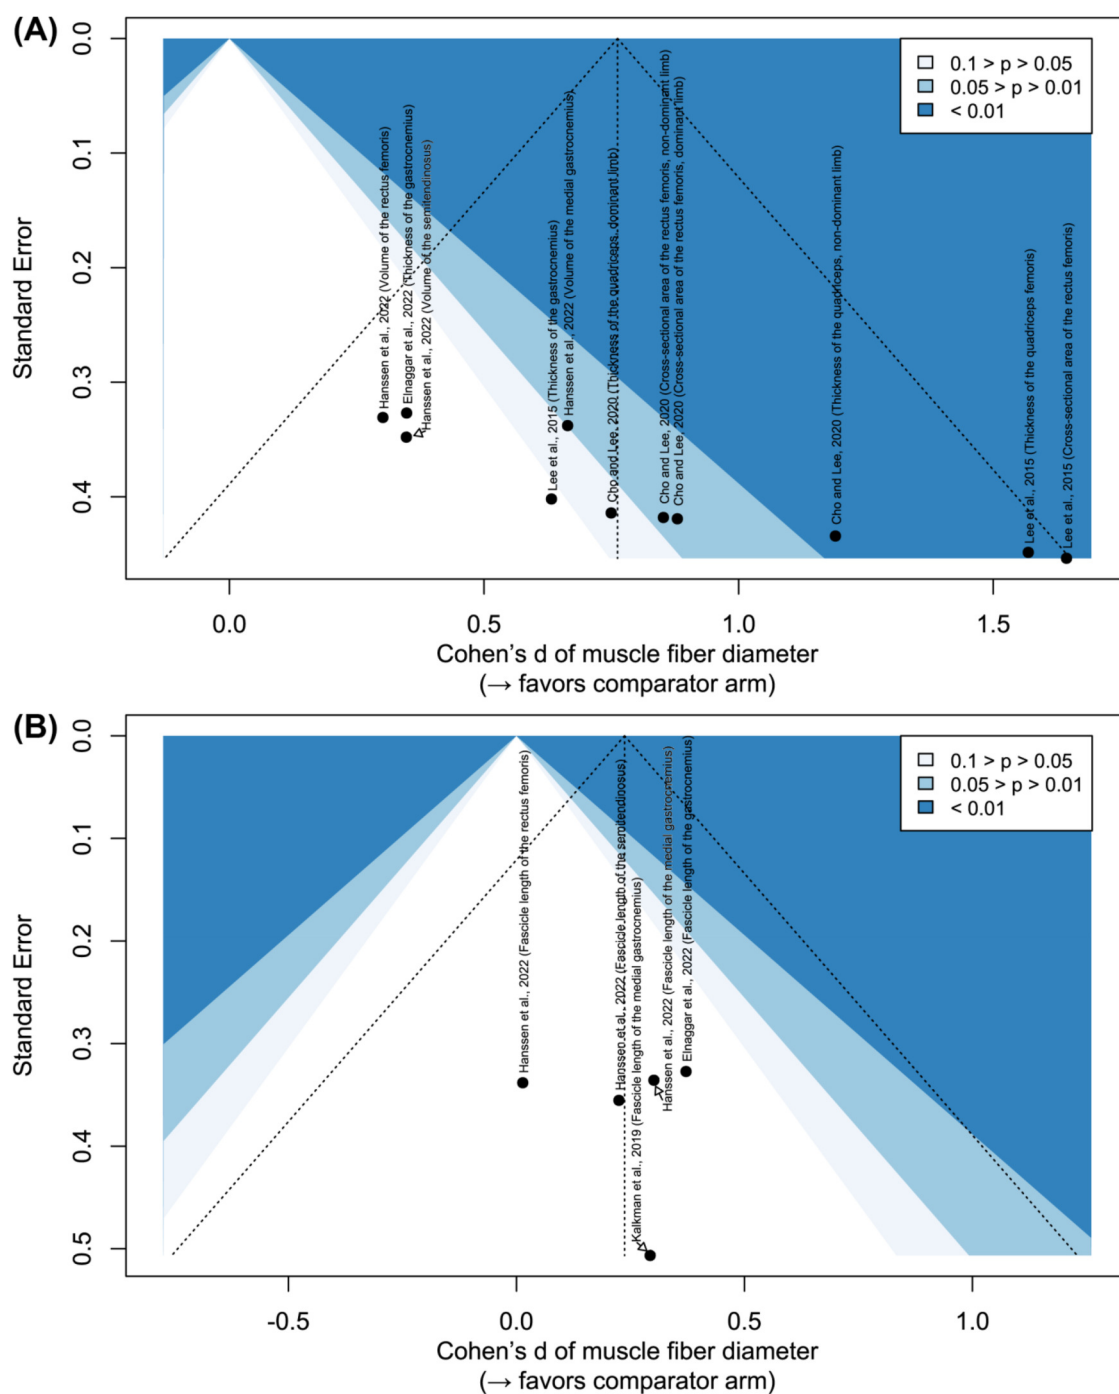 (A)
0.0
0.1
0.2
0.3
0.4
Standard Error
0.1 > p > 0.05
0.05 > p > 0.01
< 0.01
Hanssen et al., 2022 (Volume of the rectus femoris)
Einaggar et al., 2022 (Thickness of the gastrocnemius)
Hanssen et al., 2022 (Volume of the semitendinosus)
Lee et al., 2015 (Thickness of the gastrocnemius)
Hanssen et al., 2022 (Volume of the medial gastrocnemius)
Cho and Lee, 2020 (Thickness of the quadriceps, dominant limb)
Cho and Lee, 2020 (Cross-sectional area of the rectus femoris, non-dominant limb)
Cho and Lee, 2020 (Cross-sectional area of the rectus femoris, dominant limb)
Cho and Lee, 2020 (Thickness of the quadriceps, non-dominant limb)
Lee et al., 2015 (Thickness of the quadriceps femoris)
Lee et al., 2015 (Cross-sectional area of the rectus femoris)
0.0 0.5 1.0 1.5
Cohen's d of muscle fiber diameter
(→ favors comparator arm)
(B)
0.0
0.1
0.2
0.3
0.4
0.5
Standard Error
0.1 > p > 0.05
0.05 > p > 0.01
< 0.01
Hanssen et al., 2022 (Fascicle length of the rectus femoris)
Hanssen et al., 2022 (Fascicle length of the semitendinosus)
Kalkman et al., 2019 (Fascicle length of the medial gastrocnemius)
Hanssen et al., 2022 (Fascicle length of the medial gastrocnemius)
Einaggar et al., 2022 (Fascicle length of the gastrocnemius)
-0.5 0.0 0.5 1.0
Cohen's d of muscle fiber diameter
(→ favors comparator arm)